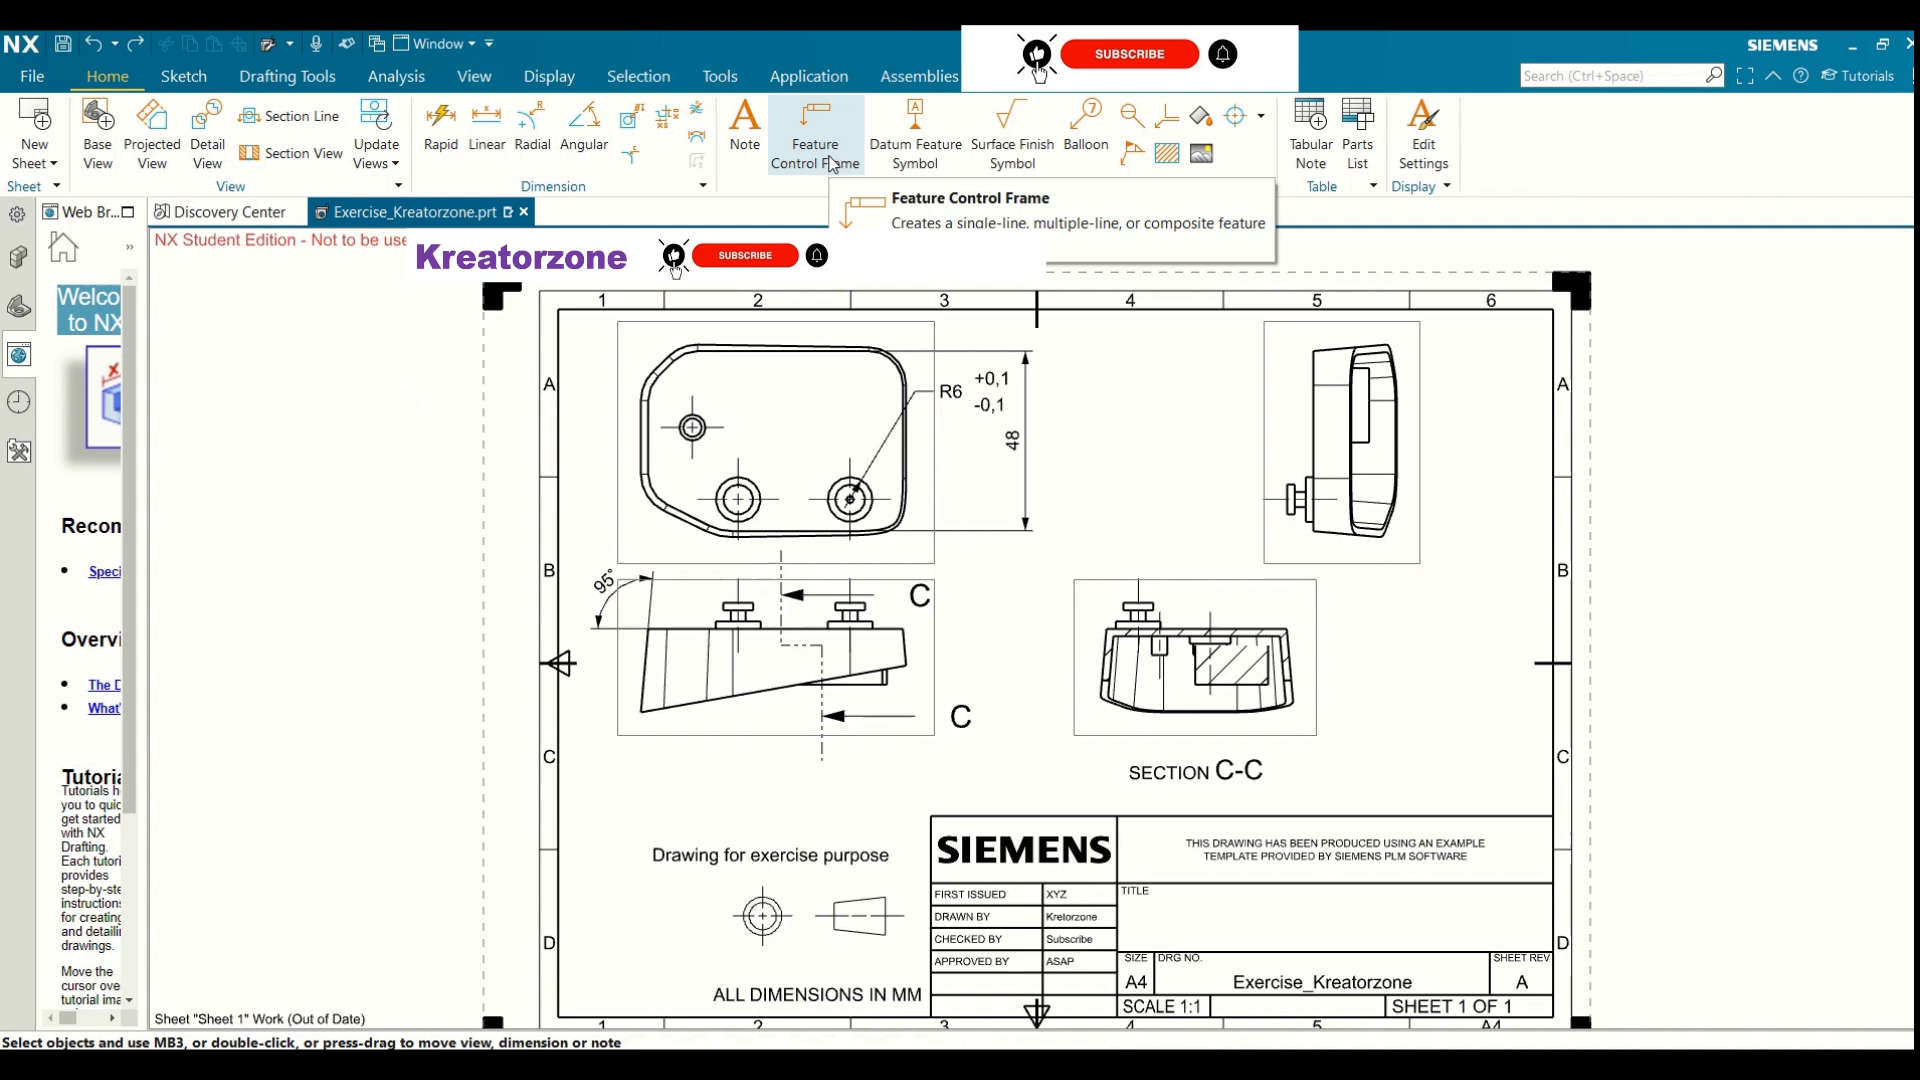 NX
Window
SUBSCRIBE
SIEMENS
File
Home
Sketch
Drafting Tools
Analysis
View
Display
Selection
Tools
Application
Assemblies
Search (Ctrl+Space)
Tutorials
New
Sheet
Base
View
Projected
View
Detail
View
Section Line
Section View
Update
Views
Rapid
Linear
Radial
Angular
Note
Feature
Control Frame
Datum Feature
Symbol
Surface Finish
Symbol
Balloon
Tabular
Note
Parts
List
Edit
Settings
Sheet
View
Dimension
Table
Display
Feature Control Frame
Creates a single-line, multiple-line, or composite feature
Web Br...
Discovery Center
Exercise_Kreatorzone.prt
NX Student Edition - Not to be use
Kreatorzone
SUBSCRIBE
Welco
to NX
Recon
Speci
Overvi
The D
What'
Tutoria
Tutorials h
you to quic
get started
with NX
Drafting.
Each tutori
provides
step-by-ste
instructions
for creating
and detailin
drawings.
Move the
cursor ove
tutorial ima
1 2 3 4 5 6
A A
R6 +0,1
-0,1
48
B B
95°
C
C
C C
SECTION C-C
Drawing for exercise purpose
SIEMENS
THIS DRAWING HAS BEEN PRODUCED USING AN EXAMPLE
TEMPLATE PROVIDED BY SIEMENS PLM SOFTWARE
FIRST ISSUED XYZ
TITLE
DRAWN BY Kretorzone
CHECKED BY Subscribe
APPROVED BY ASAP
D D
SIZE DRG NO. SHEET REV
A4 Exercise_Kreatorzone A
ALL DIMENSIONS IN MM
SCALE 1:1 SHEET 1 OF 1
1 2 3 4 5 A4
Sheet "Sheet 1" Work (Out of Date)
Select objects and use MB3, or double-click, or press-drag to move view, dimension or note